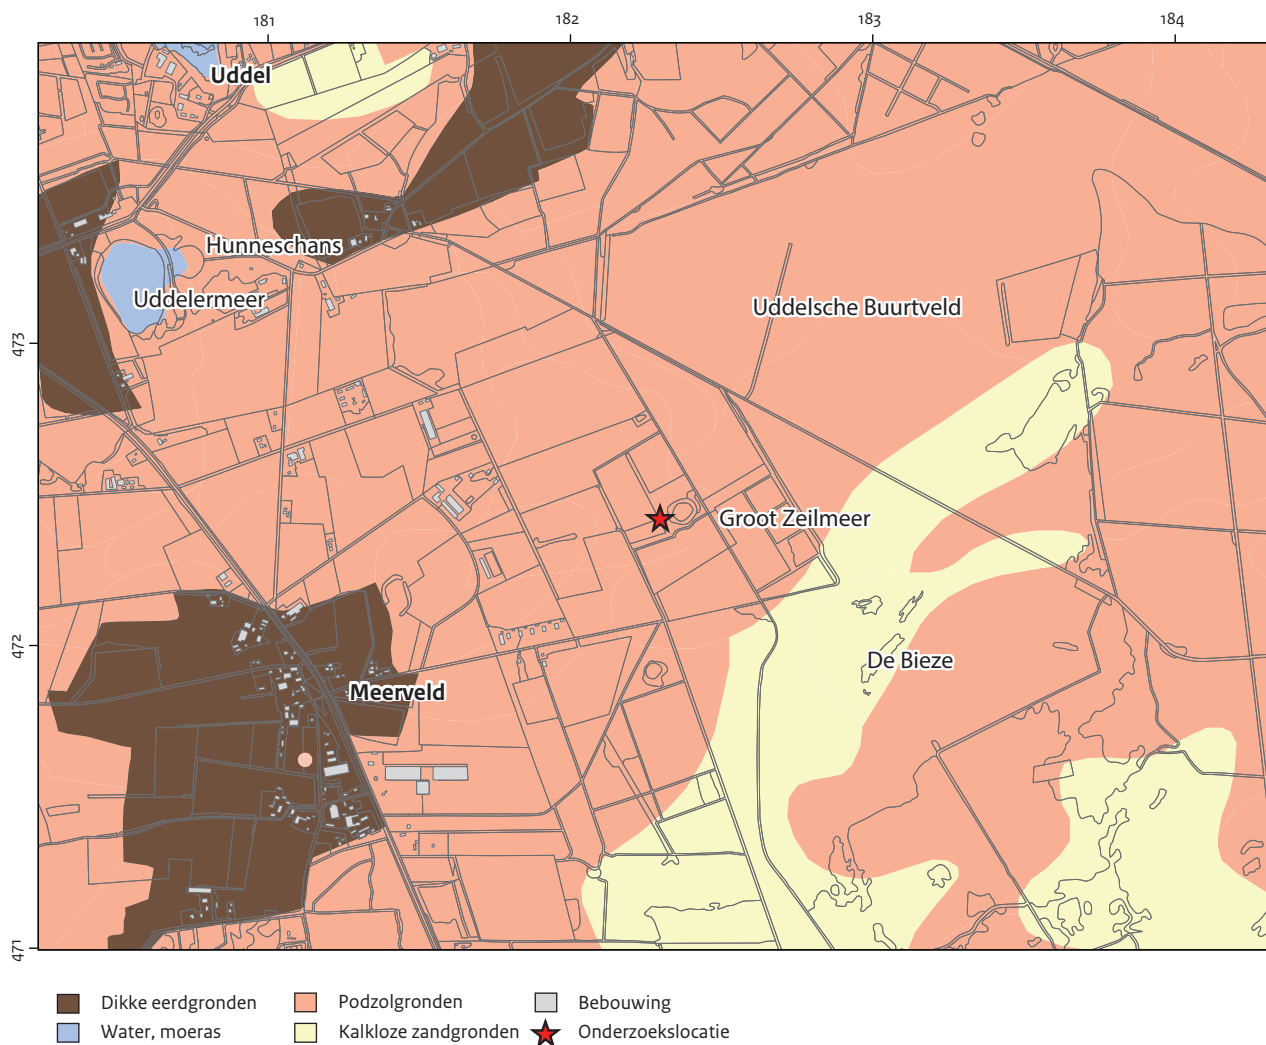 181
182
183
184
Uddel
Hunneschans
Uddelermeer
Uddelsche Buurtveld
473
Groot Zeilmeer
472
De Bieze
Meerveld
471
Dikke eerdgronden
Podzolgronden
Bebouwing
Water, moeras
Kalkloze zandgronden
Onderzoekslocatie